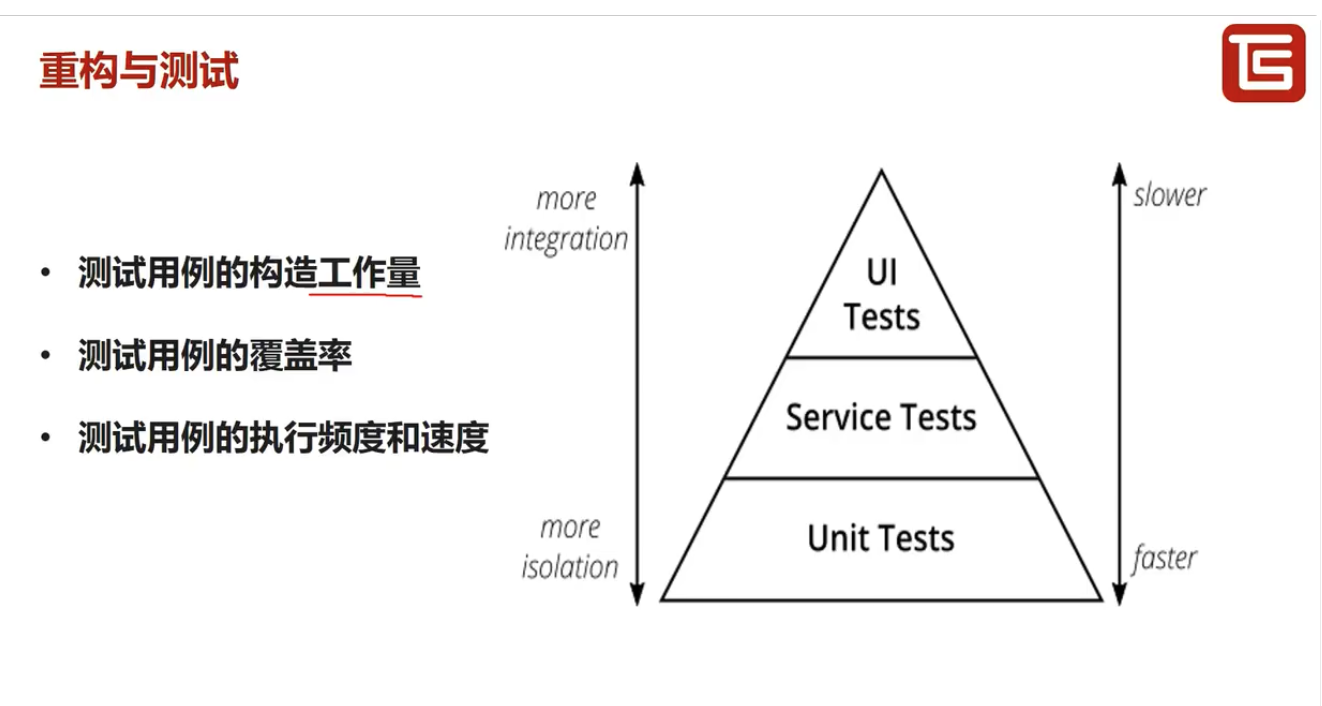 重构与测试
• 测试用例的构造工作量
• 测试用例的覆盖率
• 测试用例的执行频度和速度
more
integration
more
isolation
UI
Tests
Service Tests
Unit Tests
slower
faster